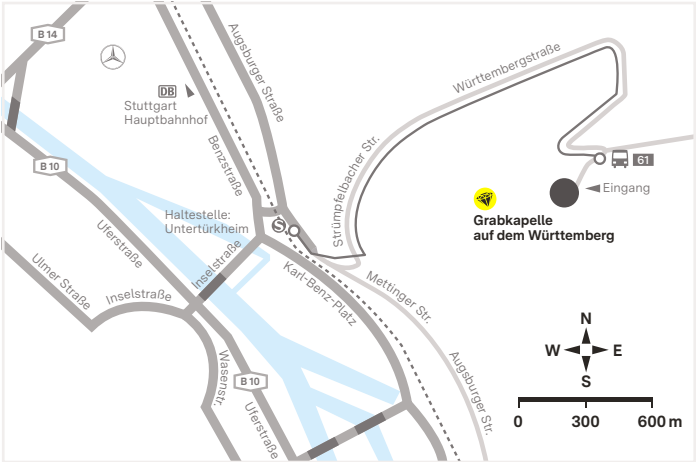 B 14
DB
Stuttgart
Hauptbahnhof
Augsburger Straße
Württembergstraße
61
B 10
Benzstraße
Strümpfelbacher Str.
Eingang
Haltestelle:
Untertürkheim
S
Grabkapelle
auf dem Württemberg
Uferstraße
Ulmer Straße
Inselstraße
Inselstraße
Karl-Benz-Platz
Mettinger Str.
Augsburger Str.
Wasenstr.
B 10
Uferstraße
N
W E
S
0 300 600 m